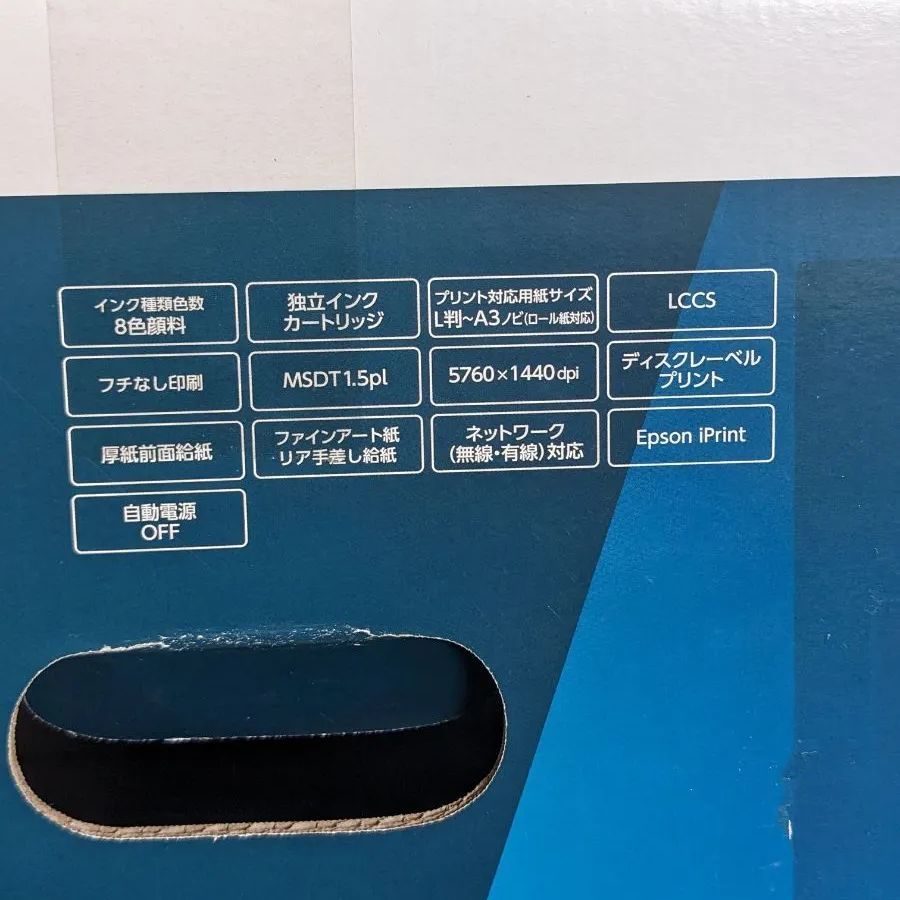 インク種類色数
8色顔料
独立インク
カートリッジ
プリント対応用紙サイズ
L判~A3ノビ(ロール紙対応)
LCCS
フチなし印刷
MSDT1.5pl
5760×1440dpi
ディスクレーベル
プリント
厚紙前面給紙
ファインアート紙
リア手差し給紙
ネットワーク
(無線・有線)対応
Epson iPrint
自動電源
OFF